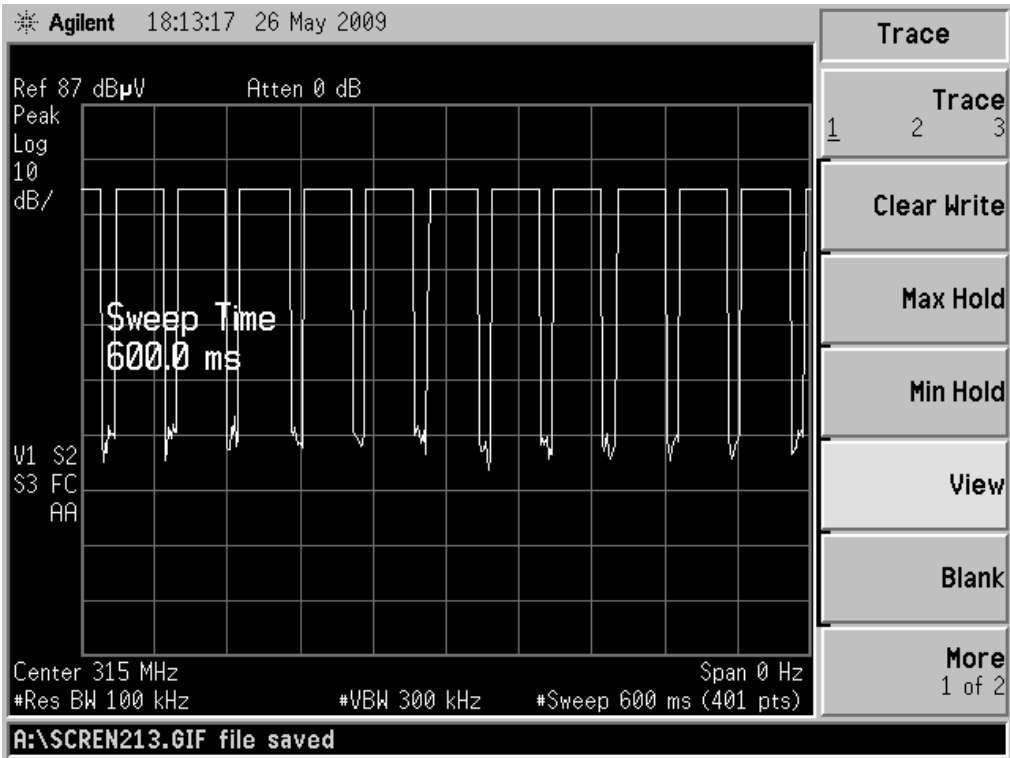 Agilent 18:13:17 26 May 2009
Ref 87 dBµV Atten 0 dB
Peak
Log
10
dB/
Sweep Time
600.0 ms
V1 S2
S3 FC
AA
Center 315 MHz Span 0 Hz
#Res BW 100 kHz #VBW 300 kHz #Sweep 600 ms (401 pts)
A:\SCREN213.GIF file saved
Trace
Trace
1 2 3
Clear Write
Max Hold
Min Hold
View
Blank
More
1 of 2